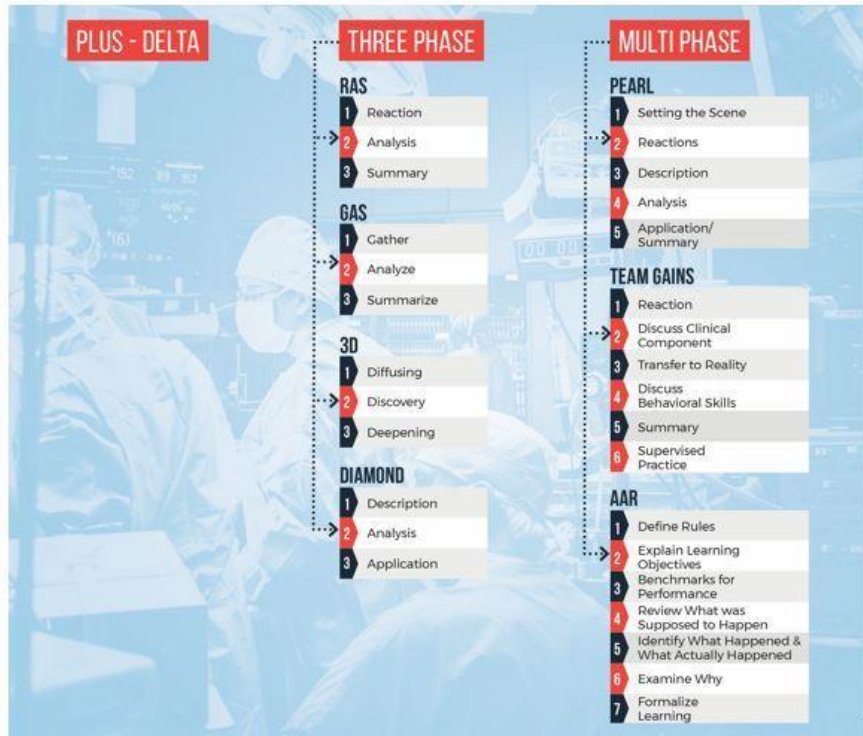 PLUS - DELTA
THREE PHASE
RAS
1 Reaction
2 Analysis
3 Summary
GAS
1 Gather
2 Analyze
3 Summarize
3D
1 Diffusing
2 Discovery
3 Deepening
DIAMOND
1 Description
2 Analysis
3 Application
MULTI PHASE
PEARL
1 Setting the Scene
2 Reactions
3 Description
4 Analysis
5 Application/
Summary
TEAM GAINS
1 Reaction
2 Discuss Clinical
Component
3 Transfer to Reality
4 Discuss
Behavioral Skills
5 Summary
6 Supervised
Practice
AAR
1 Define Rules
2 Explain Learning
Objectives
3 Benchmarks for
Performance
4 Review What was
Supposed to Happen
5 Identify What Happened &
What Actually Happened
6 Examine Why
7 Formalize
Learning